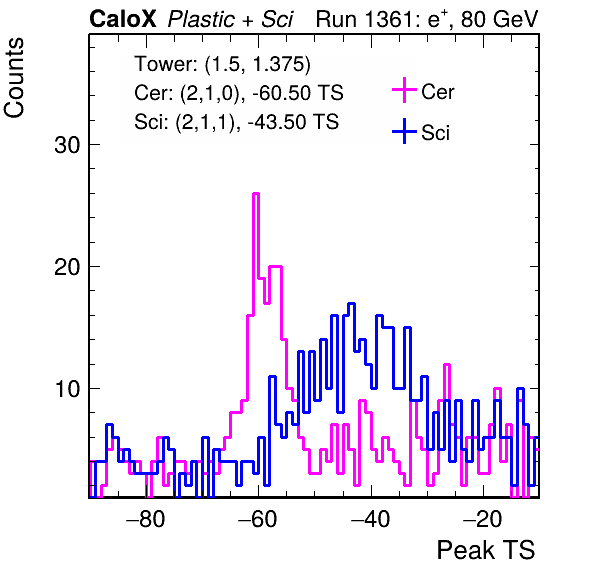 CaloX Plastic + Sci Run 1361: e⁺, 80 GeV
Counts
Tower: (1.5, 1.375)
Cer: (2,1,0), -60.50 TS
Sci: (2,1,1), -43.50 TS
Cer
Sci
30
20
10
−80 −60 −40 −20
Peak TS